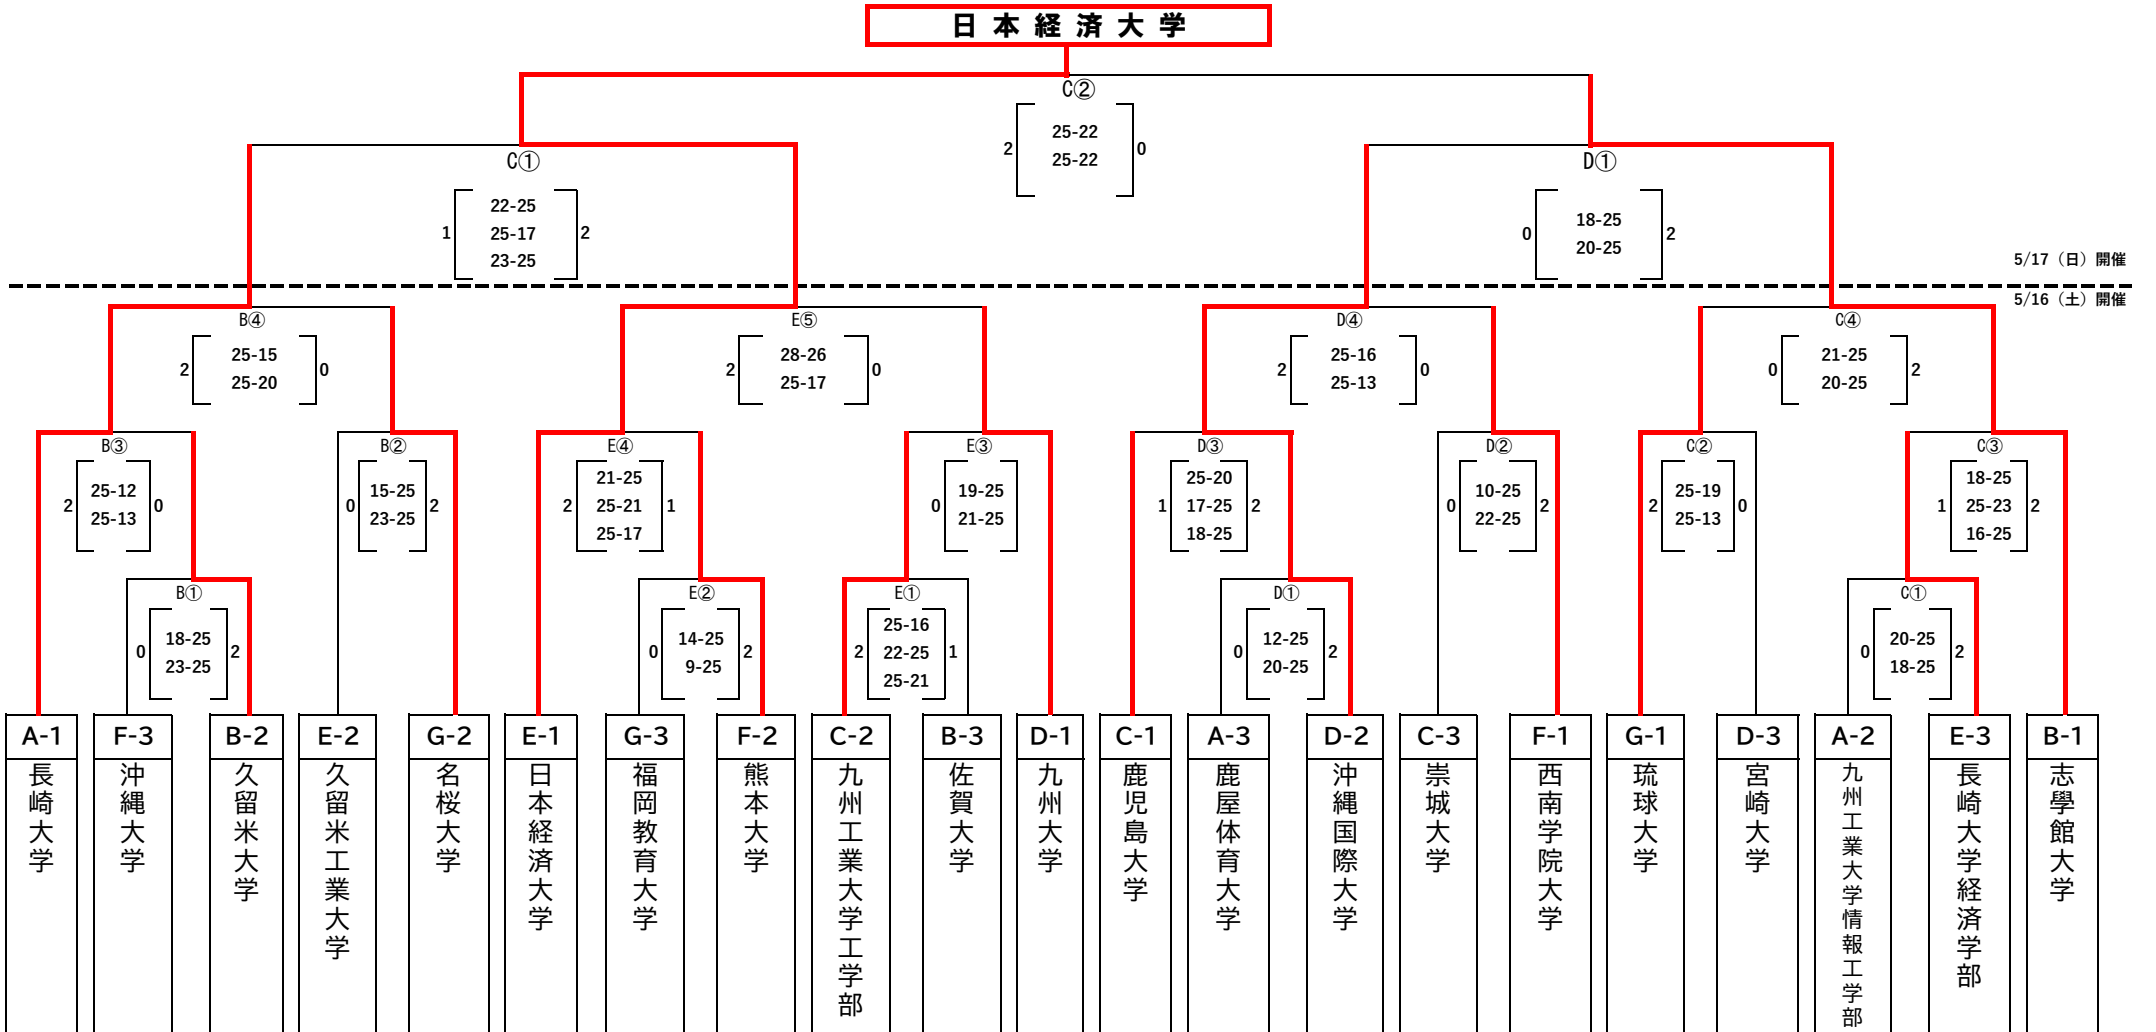 日本経済大学
C②
25-22
2 0
25-22
C① D①
22-25
18-25
1 25-17 2 0 2
20-25
23-25
5/17（日）開催
5/16（土）開催
B④ E⑤ D④ C④
25-15 28-26 25-16 21-25
2 0 2 0 2 0 0 2
25-20 25-17 25-13 20-25
B③ B② E④ E③ D③ D② C② C③
21-25 25-20 18-25
25-12 15-25 19-25 10-25 25-19
2 0 0 2 2 25-21 1 0 1 17-25 2 0 2 2 0 1 25-23 2
25-13 23-25 21-25 22-25 25-13
25-17 18-25 16-25
B① E② E① D① C①
25-16
18-25 14-25 12-25 20-25
0 2 0 2 2 22-25 1 0 2 0 2
23-25 9-25 20-25 18-25
25-21
A-1 F-3 B-2 E-2 G-2 E-1 G-3 F-2 C-2 B-3 D-1 C-1 A-3 D-2 C-3 F-1 G-1 D-3 A-2 E-3 B-1
長崎大学
沖縄大学
久留米大学
久留米工業大学
名桜大学
日本経済大学
福岡教育大学
熊本大学
九州工業大学工学部
佐賀大学
九州大学
鹿児島大学
鹿屋体育大学
沖縄国際大学
崇城大学
西南学院大学
琉球大学
宮崎大学
九州工業大学情報工学部
長崎大学経済学部
志學館大学